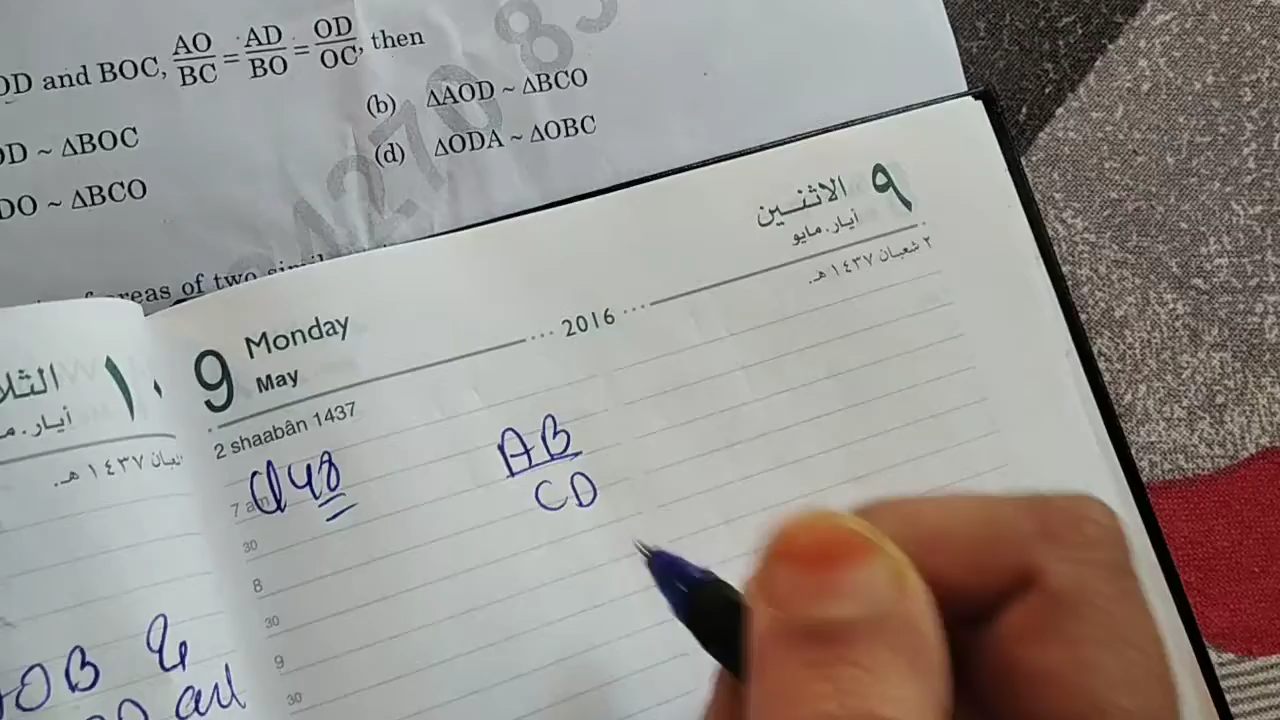 OD and BOC, AO/BC = AD/BO = OD/OC, then
(b) ΔAOD ~ ΔBCO
OD ~ ΔBOC
(d) ΔODA ~ ΔOBC
DO ~ ΔBCO
areas of two
الاثنين ٩
أيار. مايو
٢ شعبان ١٤٣٧ هـ.
9 Monday
May
2016
2 shaabân 1437
١٠
أيار.
١٤٣٧ هـ.
Q48
AB
CD
7
30
8
30
9
30
OB &